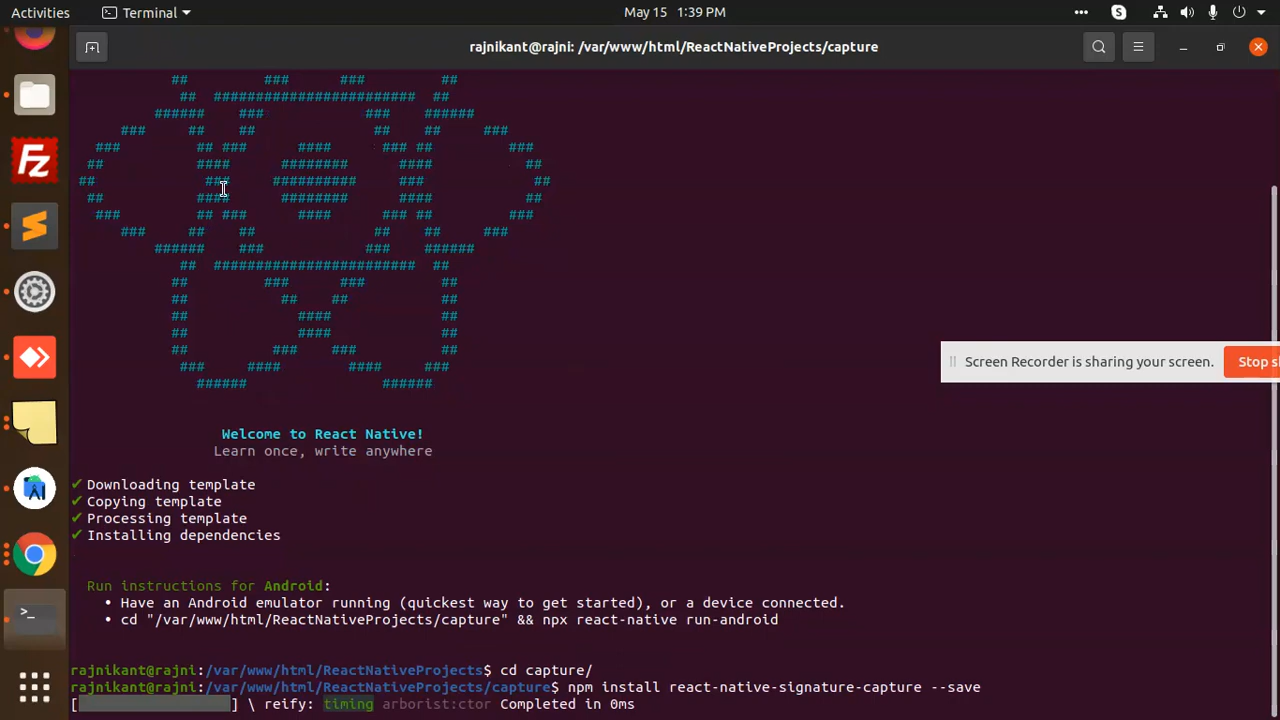 Activities
Terminal
May 15 1:39 PM
rajnikant@rajni: /var/www/html/ReactNativeProjects/capture
## ### ### ##
## ######################## ##
###### ### ### ######
### ## ## ## ## ###
### ## ### #### ### ## ###
## #### ######## #### ##
## ### ########## ### ##
## #### ######## #### ##
### ## ### #### ### ## ###
### ## ## ## ## ###
###### ### ### ######
## ######################## ##
## ### ### ##
## ## ## ##
## #### ##
## #### ##
## ### ### ##
### #### #### ###
###### ######
Screen Recorder is sharing your screen.
Stop s
Welcome to React Native!
Learn once, write anywhere
✔ Downloading template
✔ Copying template
✔ Processing template
✔ Installing dependencies
Run instructions for Android:
• Have an Android emulator running (quickest way to get started), or a device connected.
• cd "/var/www/html/ReactNativeProjects/capture" && npx react-native run-android
rajnikant@rajni:/var/www/html/ReactNativeProjects$ cd capture/
rajnikant@rajni:/var/www/html/ReactNativeProjects/capture$ npm install react-native-signature-capture --save
[ ] \ reify: timing arborist:ctor Completed in 0ms